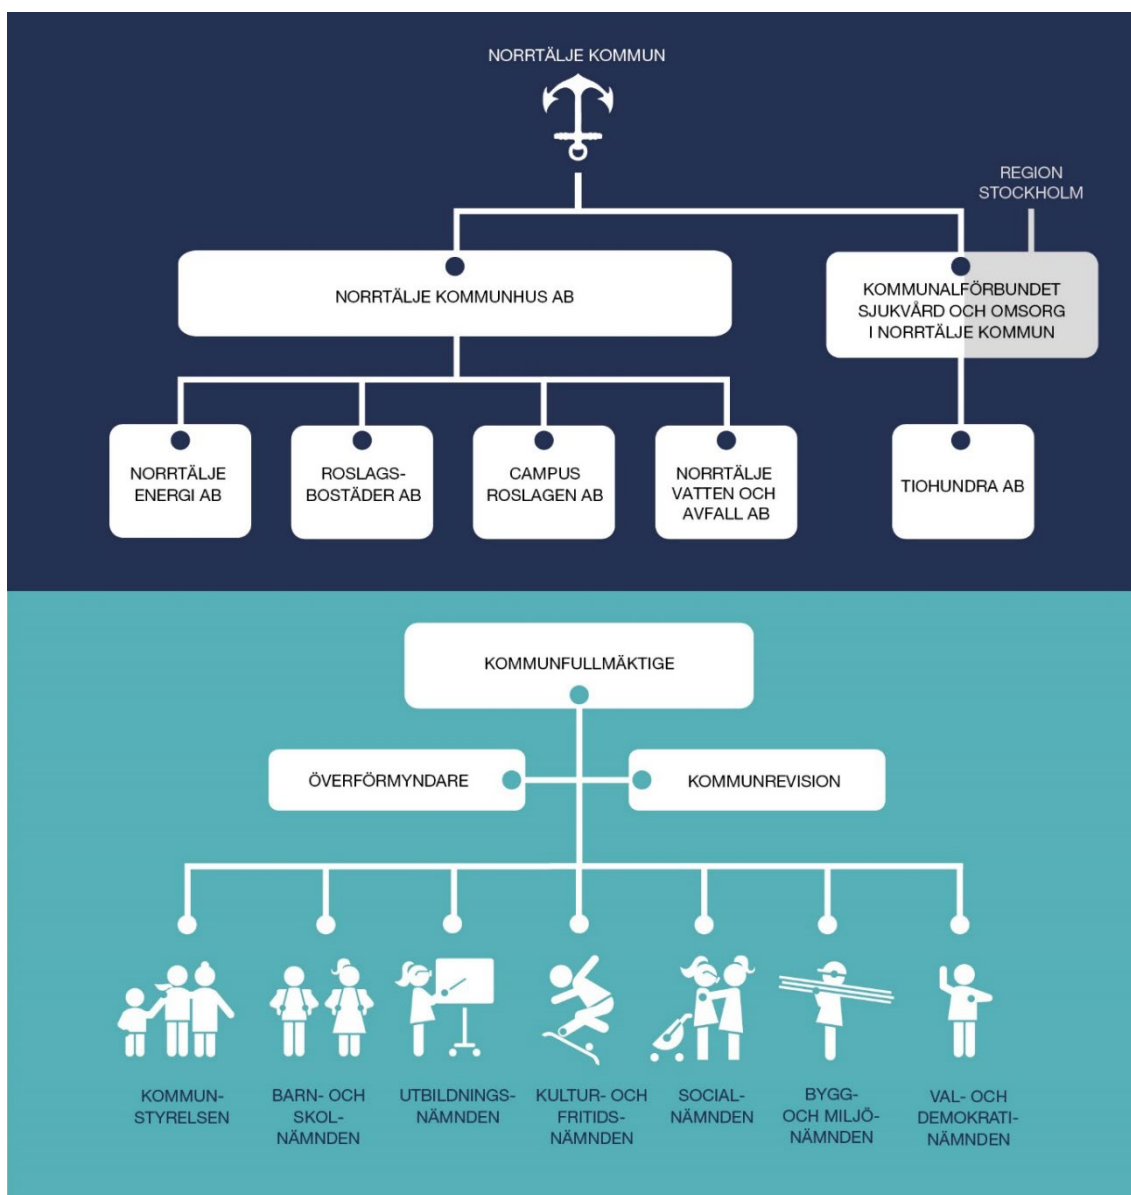 NORRTÄLJE KOMMUN
REGION
STOCKHOLM
NORRTÄLJE KOMMUNHUS AB
KOMMUNALFÖRBUNDET
SJUKVÅRD OCH OMSORG
I NORRTÄLJE KOMMUN
NORRTÄLJE
ENERGI AB
ROSLAGS-
BOSTÄDER AB
CAMPUS
ROSLAGEN AB
NORRTÄLJE
VATTEN OCH
AVFALL AB
TIOHUNDRA AB
KOMMUNFULLMÄKTIGE
ÖVERFÖRMYNDARE
KOMMUNREVISION
KOMMUN-
STYRELSEN
BARN- OCH
SKOL-
NÄMNDEN
UTBILDNINGS-
NÄMNDEN
KULTUR- OCH
FRITIDS-
NÄMNDEN
SOCIAL-
NÄMNDEN
BYGG-
OCH MILJÖ-
NÄMNDEN
VAL- OCH
DEMOKRATI-
NÄMNDEN